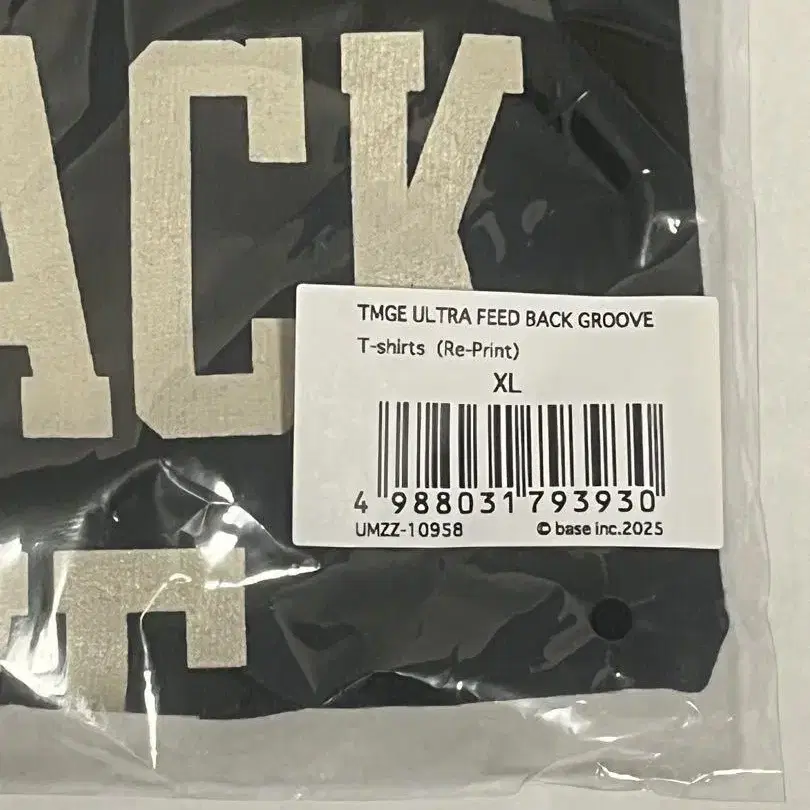 ACK
TMGE ULTRA FEED BACK GROOVE
T-shirts (Re-Print)
XL
4 988031 793930
UMZZ-10958
© base inc.2025